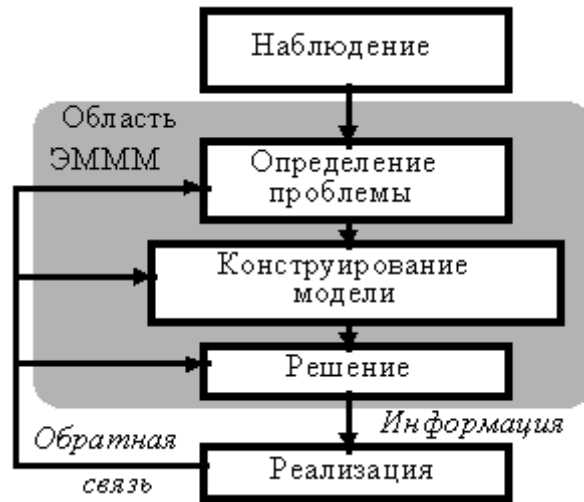 Наблюдение
Область
ЭМММ
Определение
проблемы
Конструирование
модели
Решение
Информация
Обратная
связь
Реализация